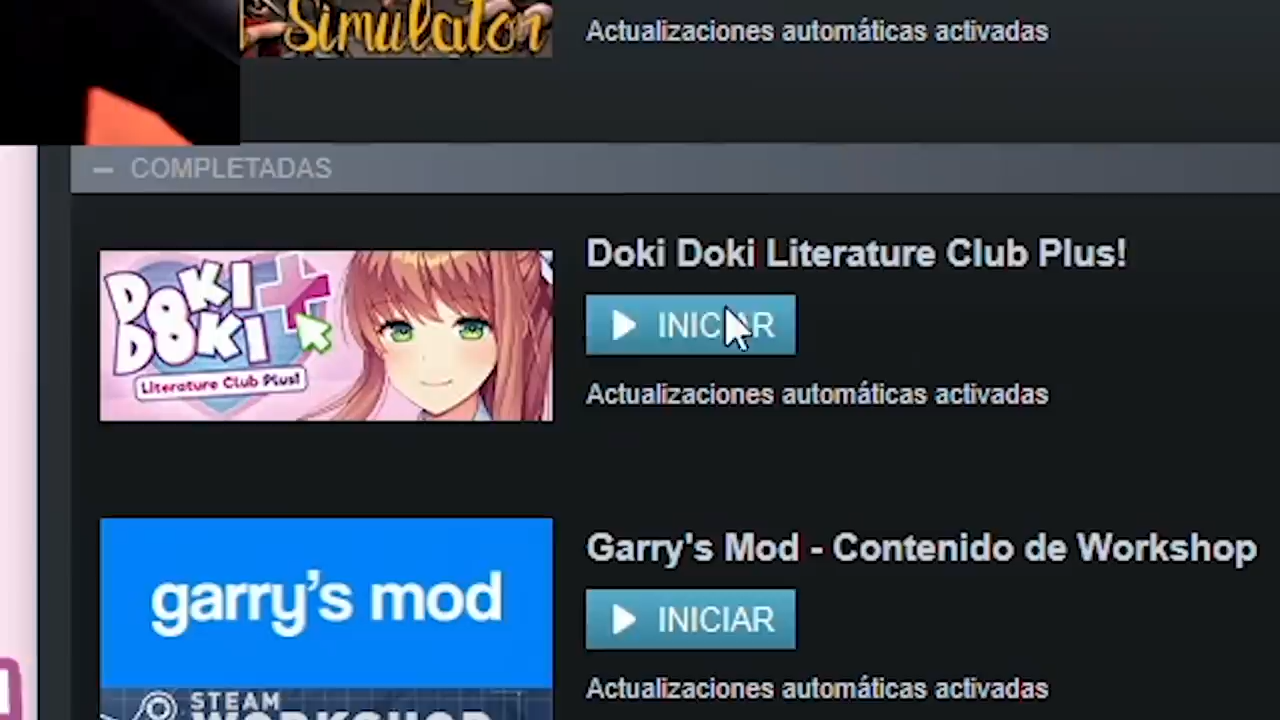 Simulator
Actualizaciones automáticas activadas
COMPLETADAS
DOKI DOKI
Literature Club Plus!
Doki Doki Literature Club Plus!
INICIAR
Actualizaciones automáticas activadas
garry's mod
STEAM
WORKSHOP
Garry's Mod - Contenido de Workshop
INICIAR
Actualizaciones automáticas activadas